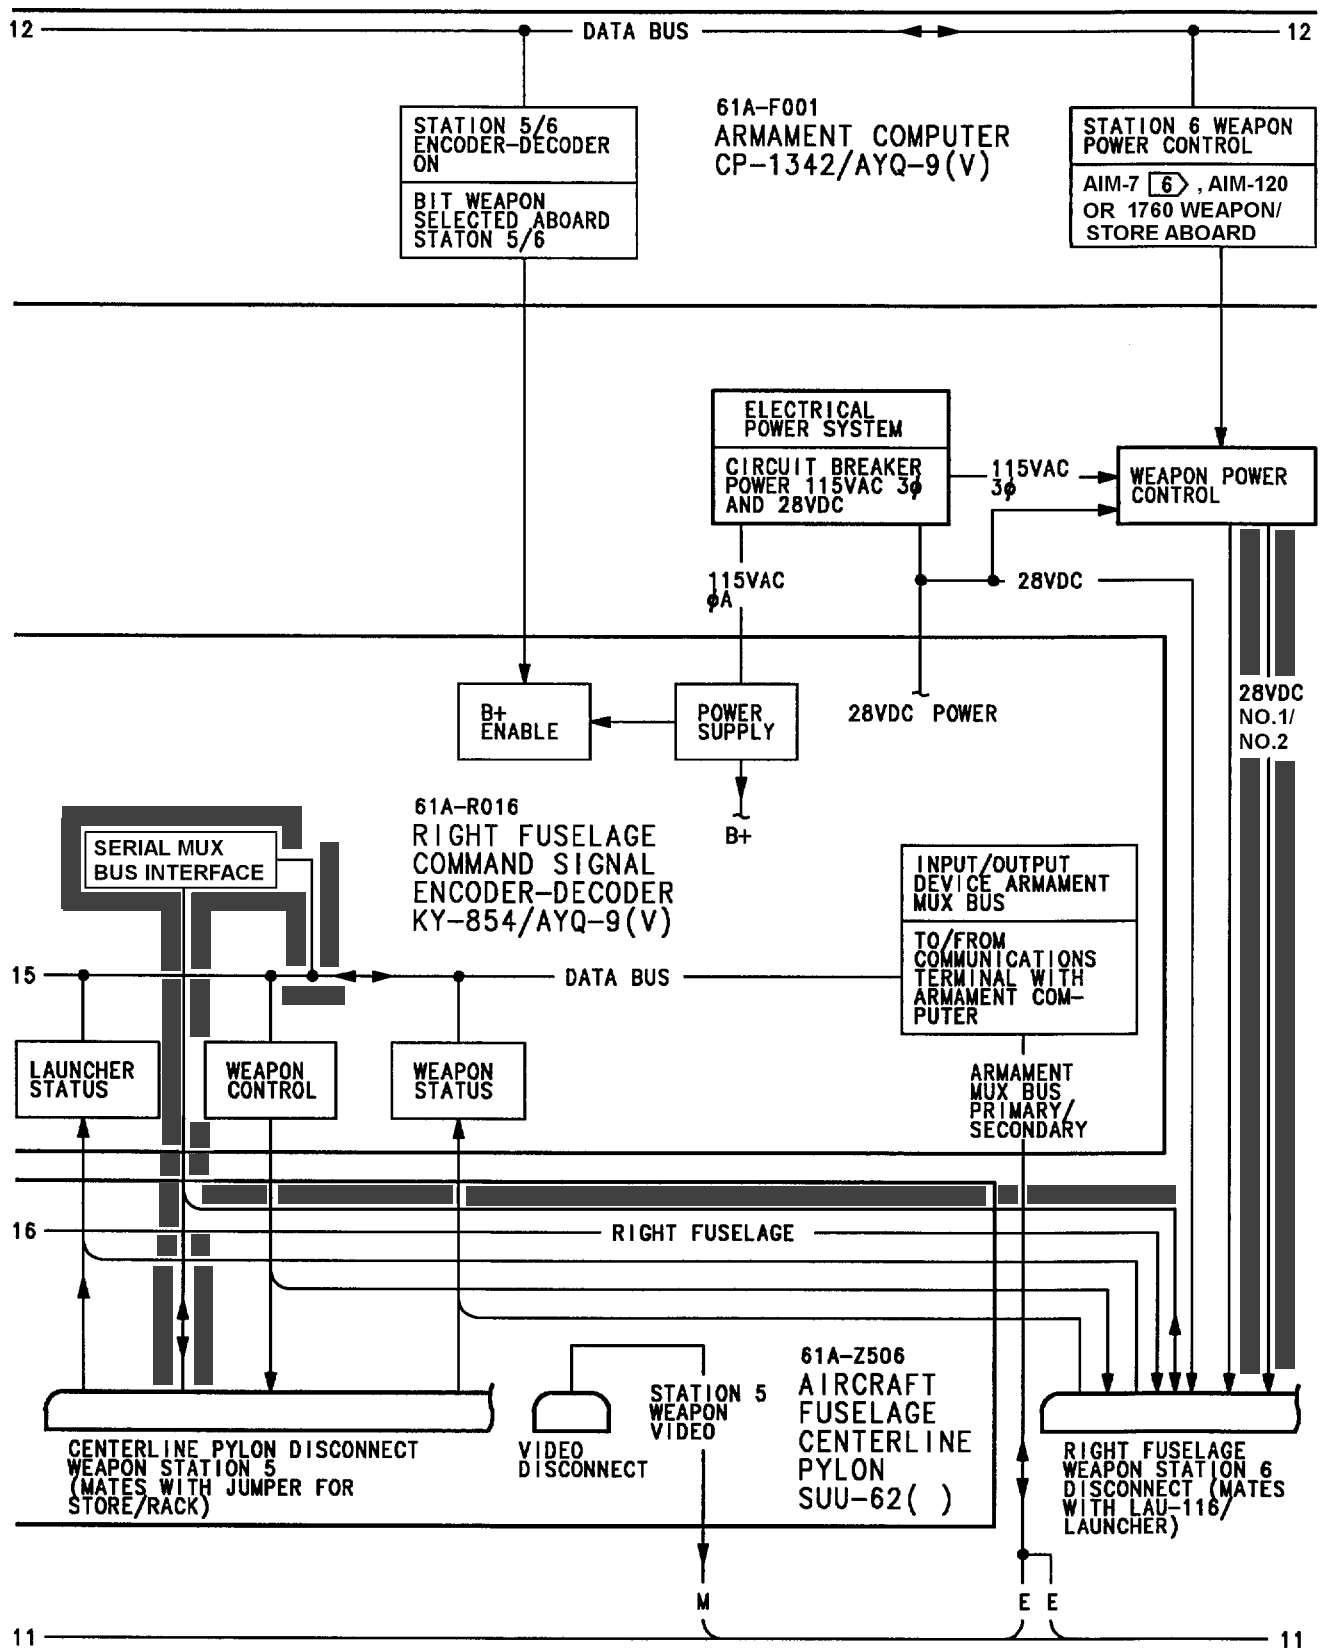 12
DATA BUS
12
STATION 5/6
ENCODER-DECODER
ON
BIT WEAPON
SELECTED ABOARD
STATON 5/6
61A-F001
ARMAMENT COMPUTER
CP-1342/AYQ-9(V)
STATION 6 WEAPON
POWER CONTROL
AIM-7 6 , AIM-120
OR 1760 WEAPON/
STORE ABOARD
ELECTRICAL
POWER SYSTEM
CIRCUIT BREAKER
POWER 115VAC 3ϕ
AND 28VDC
115VAC
3ϕ
WEAPON POWER
CONTROL
115VAC
ϕA
28VDC
B+
ENABLE
POWER
SUPPLY
28VDC POWER
28VDC
NO.1/
NO.2
B+
61A-R016
RIGHT FUSELAGE
COMMAND SIGNAL
ENCODER-DECODER
KY-854/AYQ-9(V)
SERIAL MUX
BUS INTERFACE
INPUT/OUTPUT
DEVICE ARMAMENT
MUX BUS
TO/FROM
COMMUNICATIONS
TERMINAL WITH
ARMAMENT COM-
PUTER
15
DATA BUS
LAUNCHER
STATUS
WEAPON
CONTROL
WEAPON
STATUS
ARMAMENT
MUX BUS
PRIMARY/
SECONDARY
16
RIGHT FUSELAGE
61A-Z506
AIRCRAFT
FUSELAGE
CENTERLINE
PYLON
SUU-62( )
STATION 5
WEAPON
VIDEO
CENTERLINE PYLON DISCONNECT
WEAPON STATION 5
(MATES WITH JUMPER FOR
STORE/RACK)
VIDEO
DISCONNECT
RIGHT FUSELAGE
WEAPON STATION 6
DISCONNECT (MATES
WITH LAU-116/
LAUNCHER)
M
E E
11
11